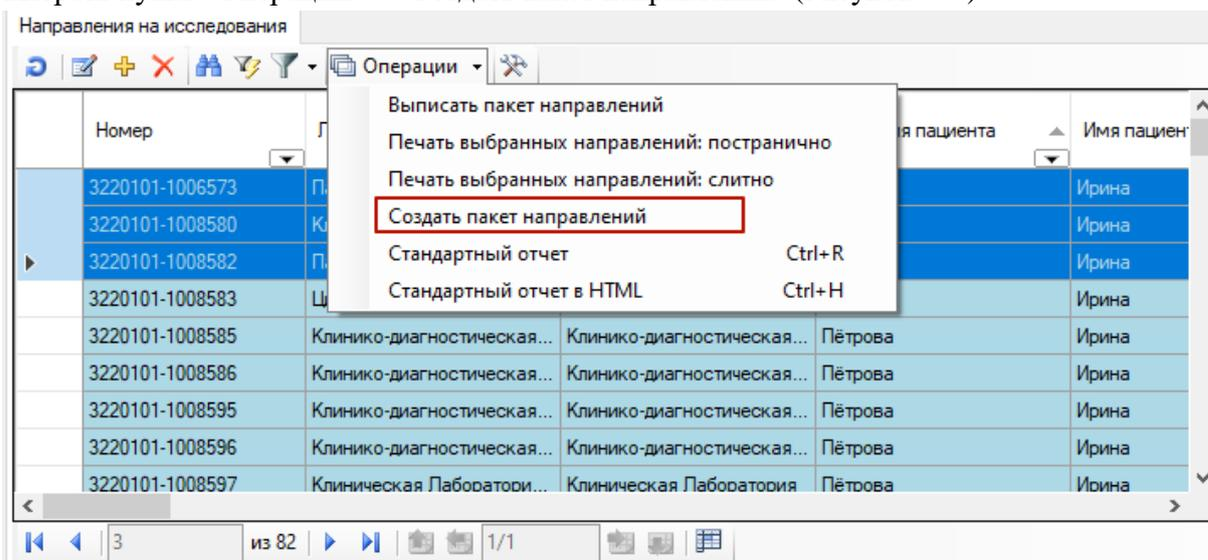 Направления на исследования
Операции
Выписать пакет направлений
Печать выбранных направлений: постранично
Печать выбранных направлений: слитно
Создать пакет направлений
Стандартный отчет Ctrl+R
Стандартный отчет в HTML Ctrl+H
Номер пациента Имя
3220101-1006573 Ирина
3220101-1008580 Ирина
3220101-1008582 Ирина
3220101-1008583 Ирина
3220101-1008585 Клинико-диагностическая... Клинико-диагностическая... Пётрова Ирина
3220101-1008586 Клинико-диагностическая... Клинико-диагностическая... Пётрова Ирина
3220101-1008595 Клинико-диагностическая... Клинико-диагностическая... Пётрова Ирина
3220101-1008596 Клинико-диагностическая... Клинико-диагностическая... Пётрова Ирина
3220101-1008597 Клиническая Лаборатори... Клиническая Лаборатория Пётрова Ирина
3 из 82 1/1